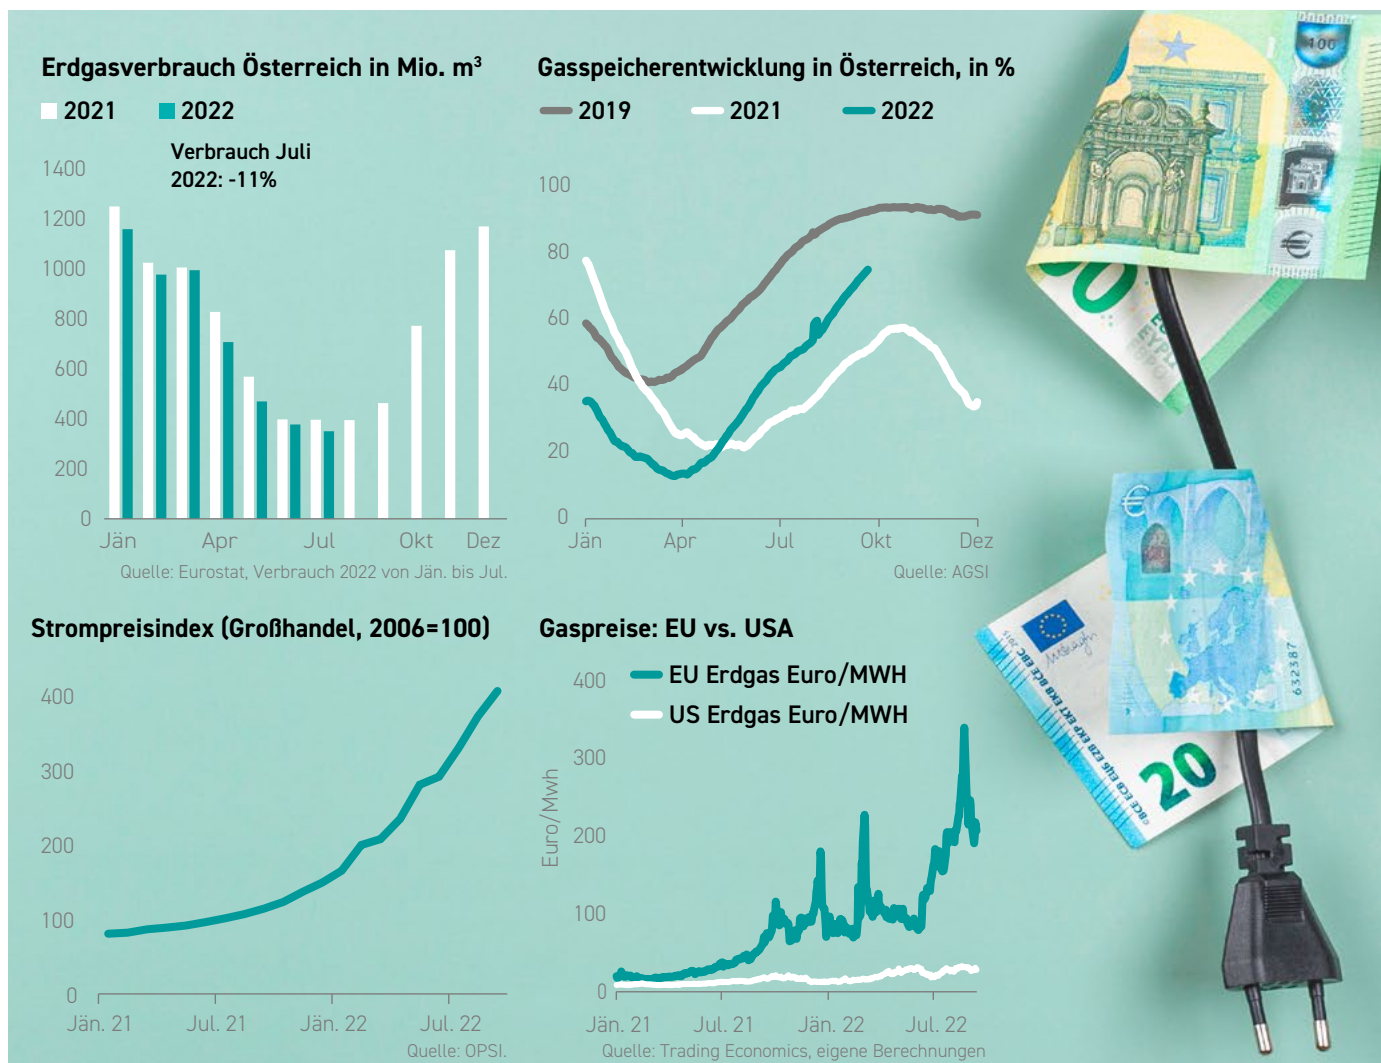 Erdgasverbrauch Österreich in Mio. m³
2021 2022
Verbrauch Juli
2022: -11%
1400
1200
1000
800
600
400
200
0
Jän Apr Jul Okt Dez
Quelle: Eurostat, Verbrauch 2022 von Jän. bis Jul.
Gasspeicherentwicklung in Österreich, in %
2019 2021 2022
100
80
60
40
20
0
Jän Apr Jul Okt Dez
Quelle: AGSI
Strompreisindex (Großhandel, 2006=100)
400
300
200
100
0
Jän. 21 Jul. 21 Jän. 22 Jul. 22
Quelle: OPSI.
Gaspreise: EU vs. USA
EU Erdgas Euro/MWH
US Erdgas Euro/MWH
Euro/Mwh
400
300
200
100
0
Jän. 21 Jul. 21 Jän. 22 Jul. 22
Quelle: Trading Economics, eigene Berechnungen
100
€
€
632387
20